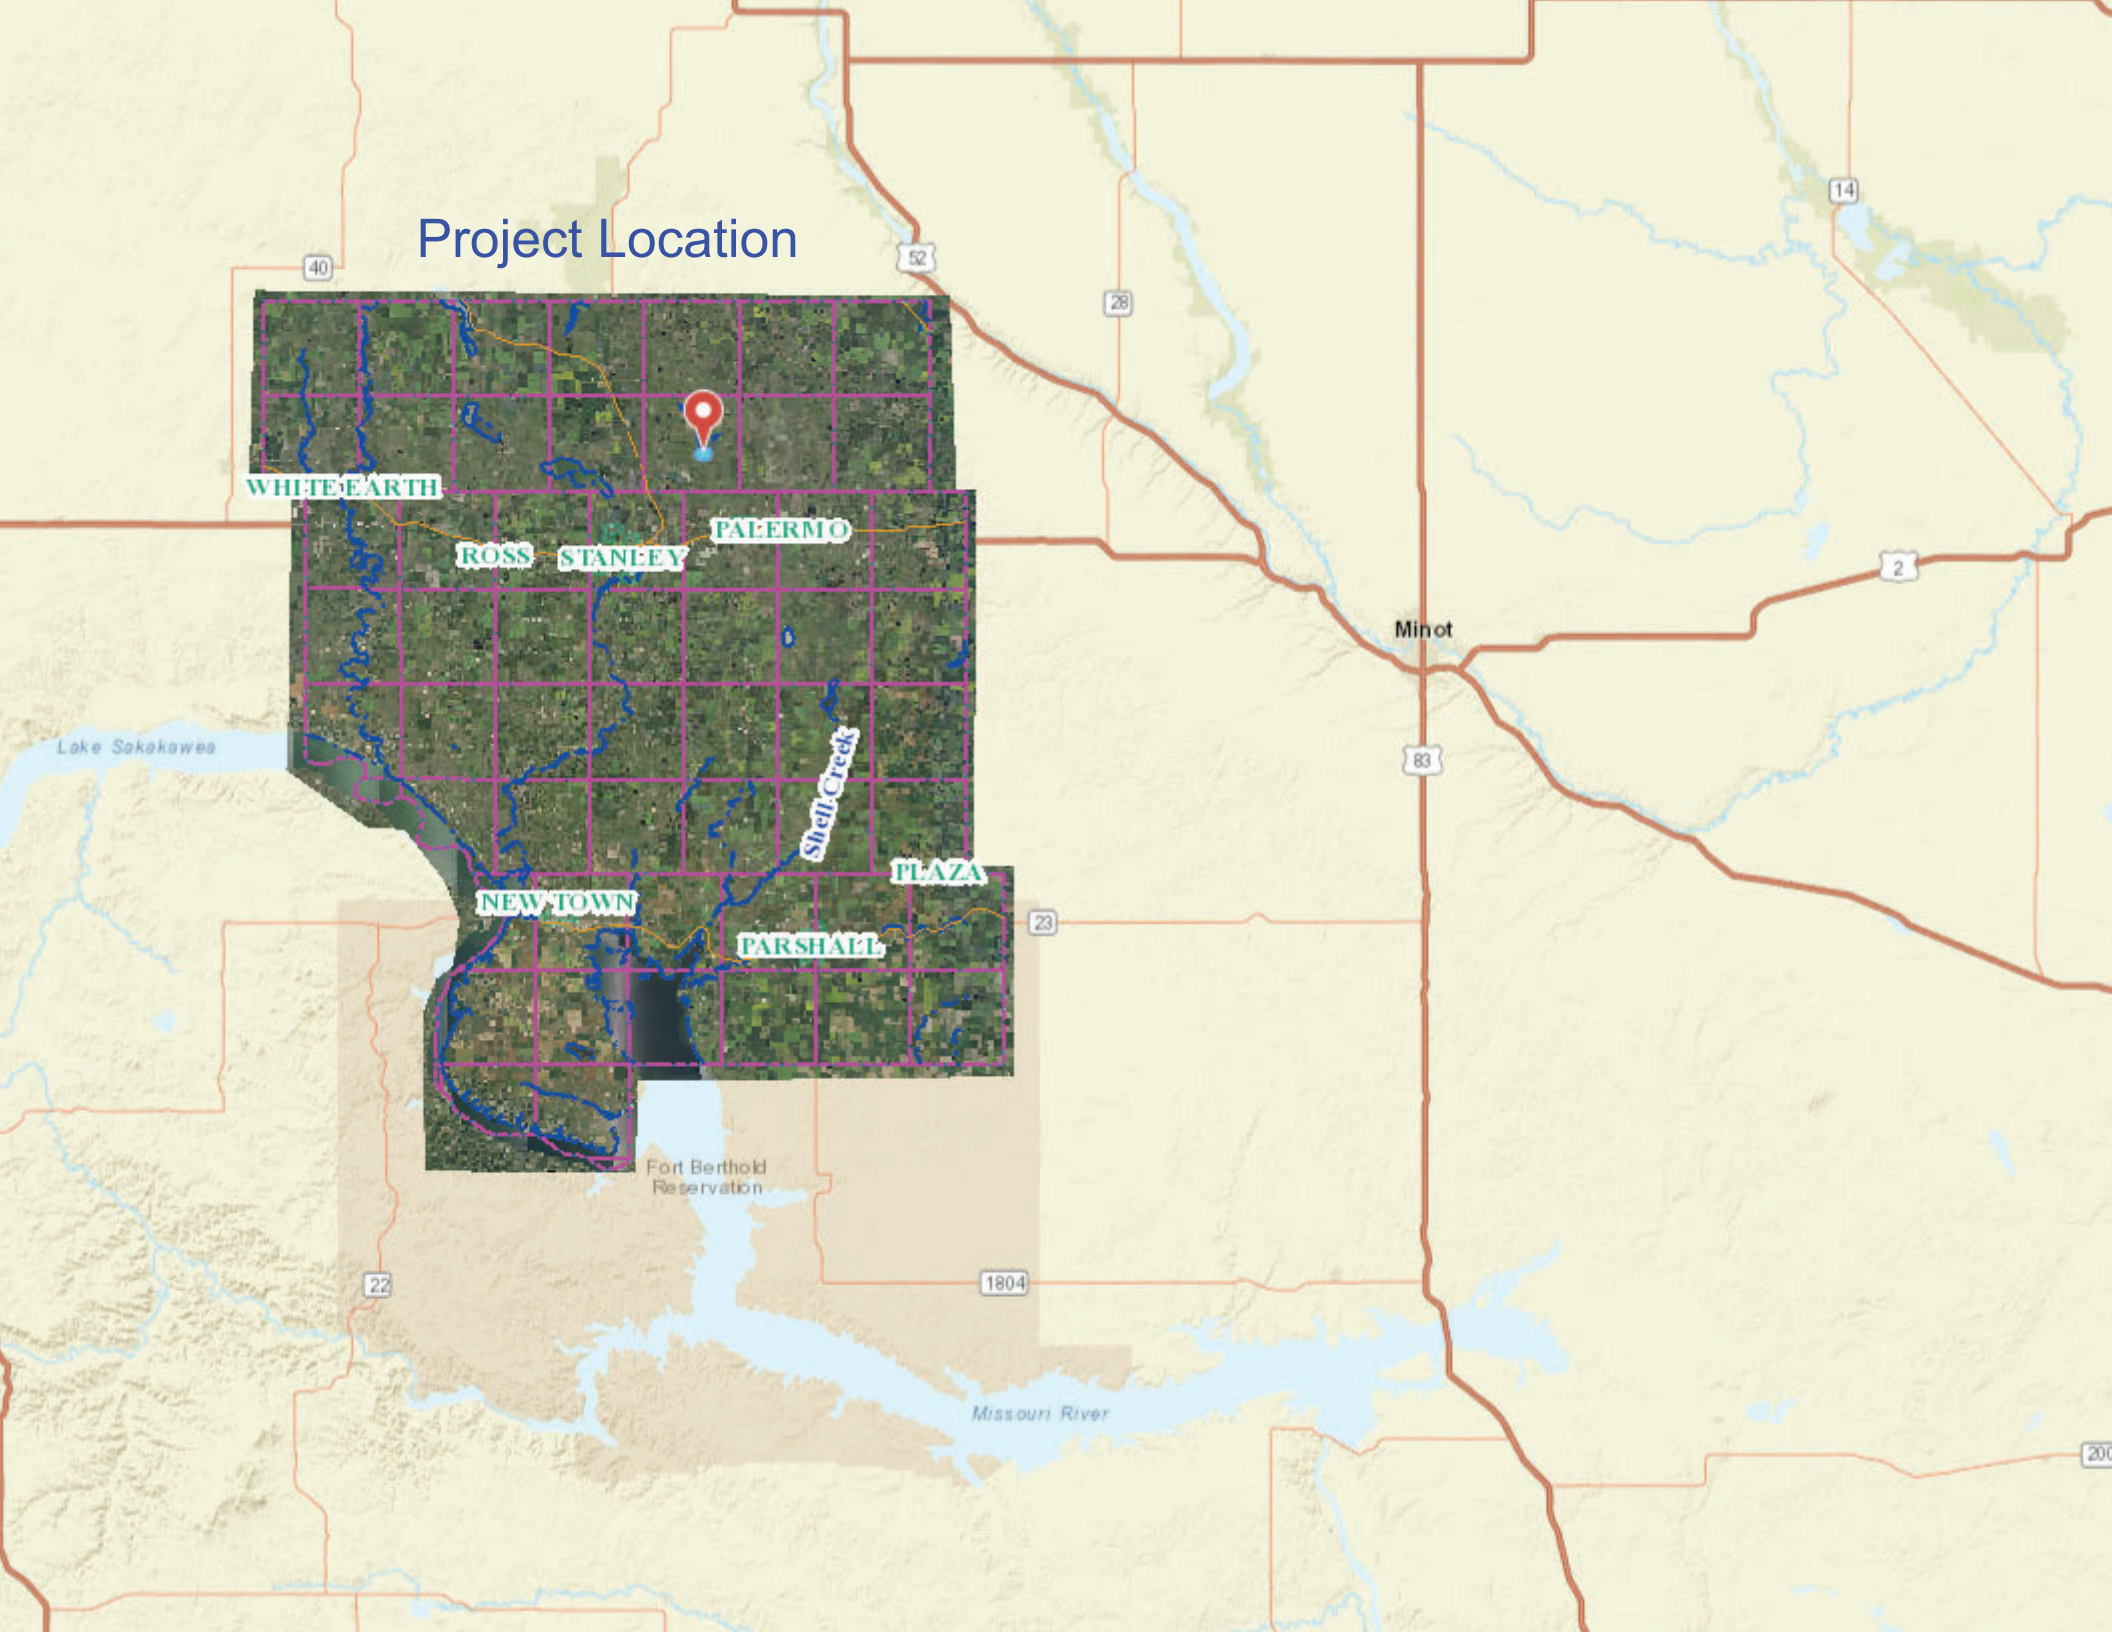 14
Project Location
52
40
28
WHITE EARTH
PALERMO
ROSS
STANLEY
2
Minot
Lake Sakakawea
83
Shell Creek
PLAZA
NEW TOWN
23
PARSHALL
Fort Berthold
Reservation
22
1804
Missouri River
200